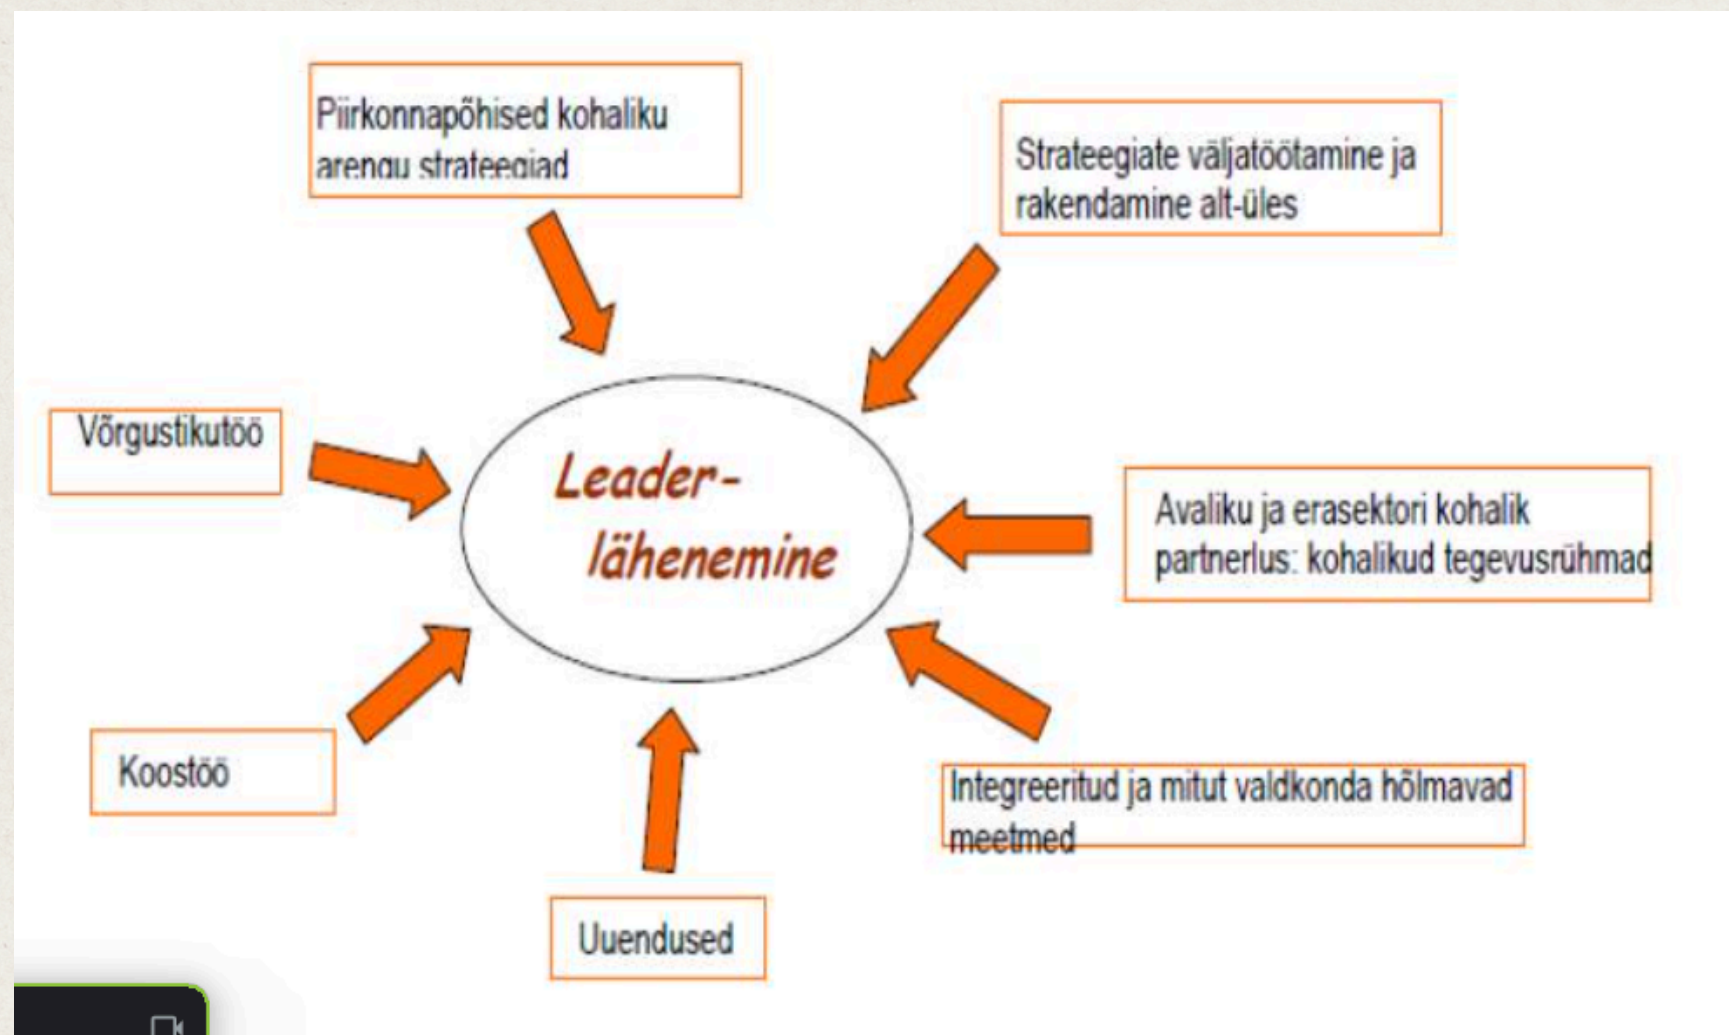 Piirkonnapõhised kohaliku
arengu strateegiad
Strateegiate väljatöötamine ja
rakendamine alt-üles
Võrgustikutöö
Leader-
lähenemine
Avaliku ja erasektori kohalik
partnerlus: kohalikud tegevusrühmad
Koostöö
Integreeritud ja mitut valdkonda hõlmavad
meetmed
Uuendused